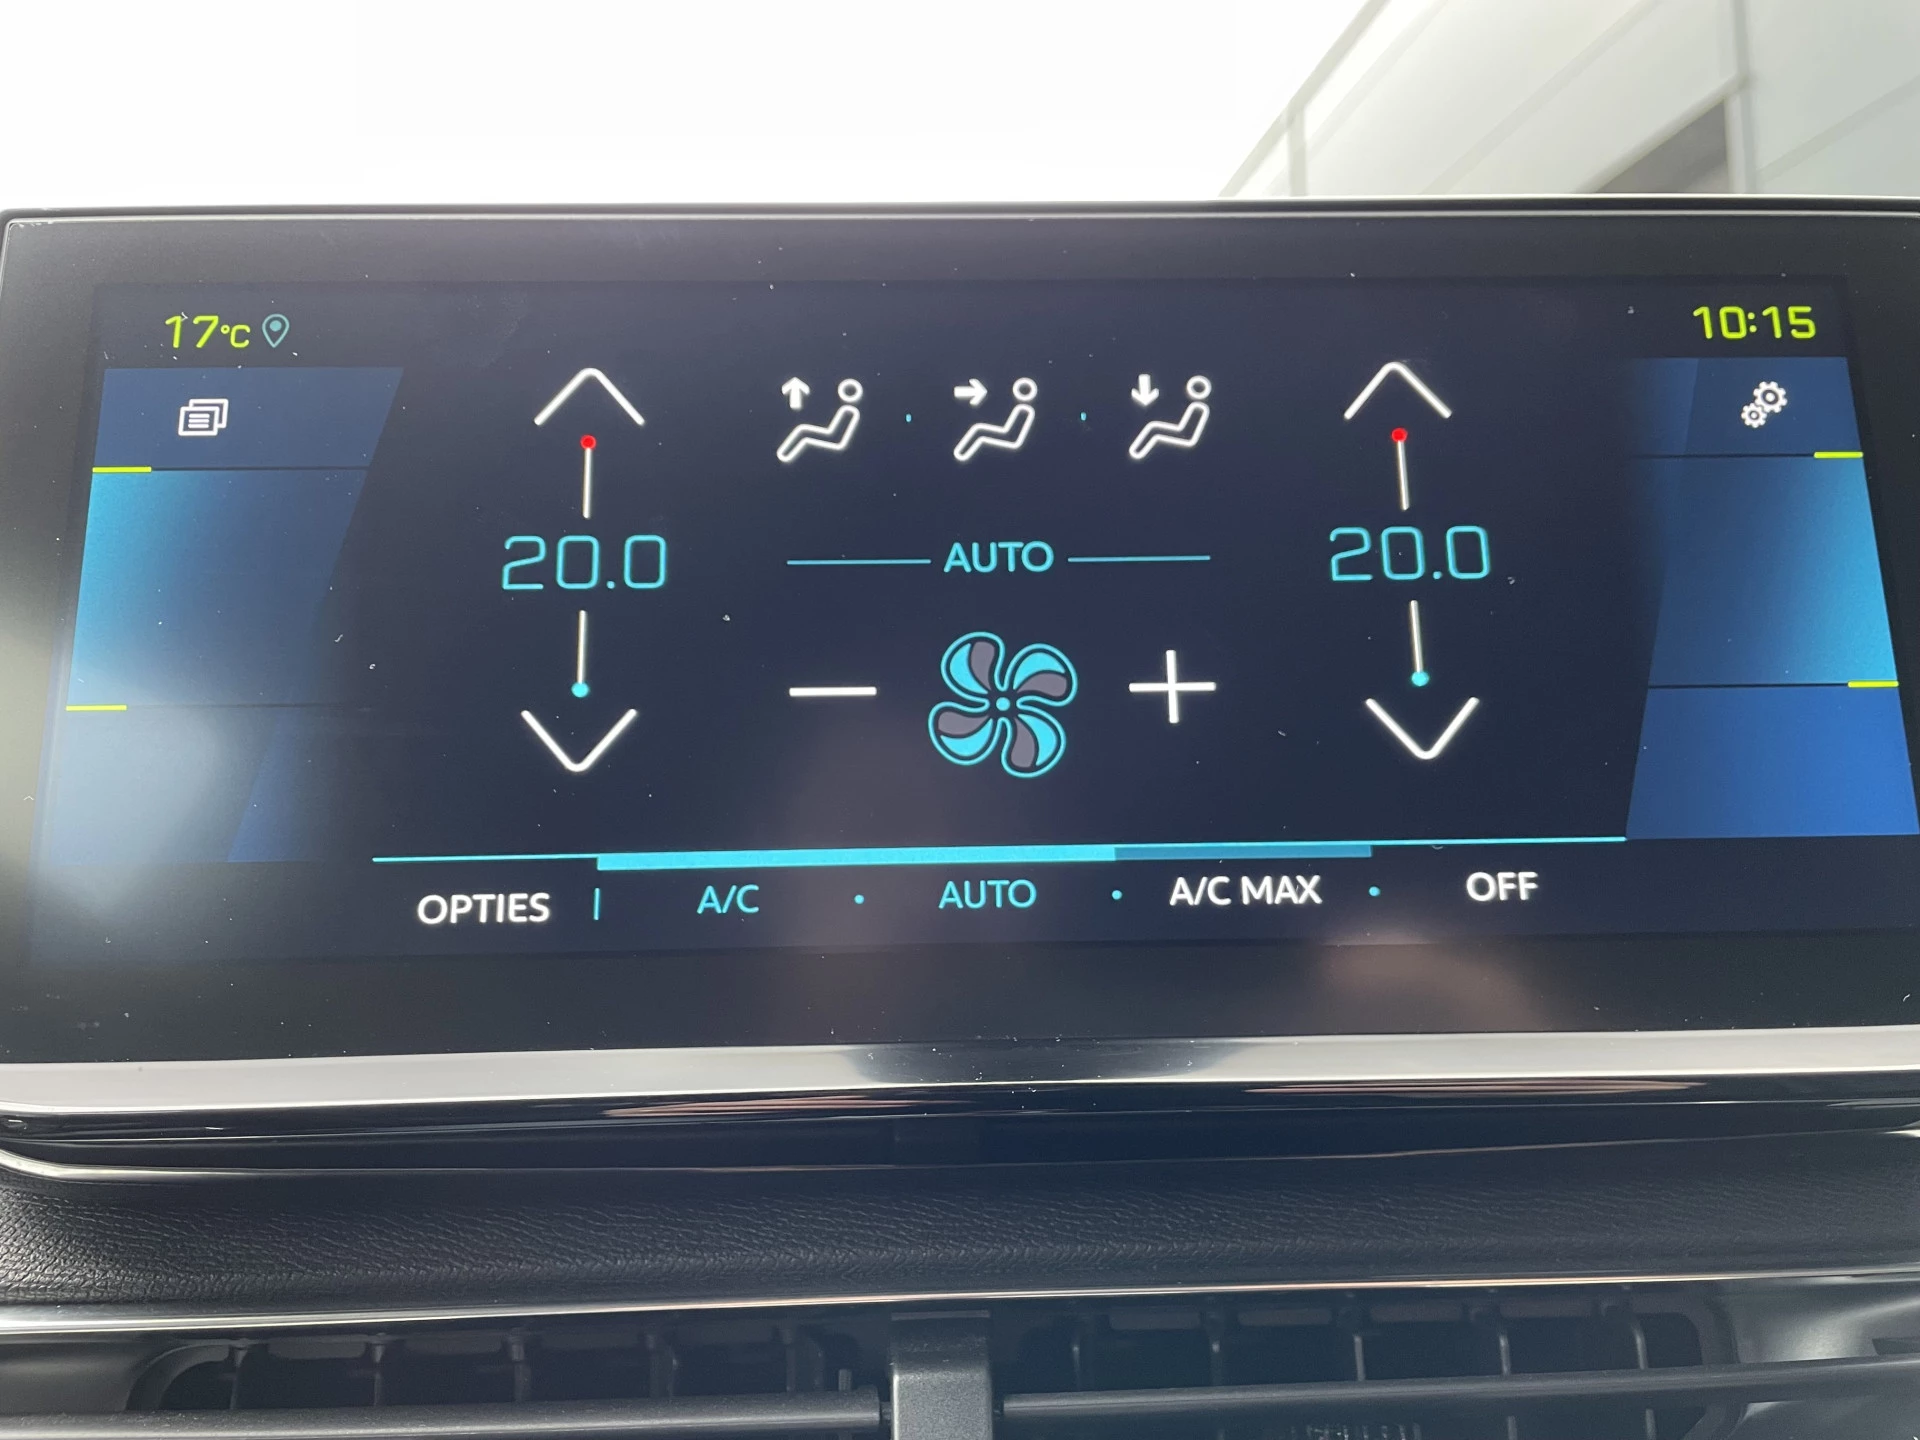 17°C
10:15
20.0
AUTO
20.0
OPTIES
A/C
AUTO
A/C MAX
OFF